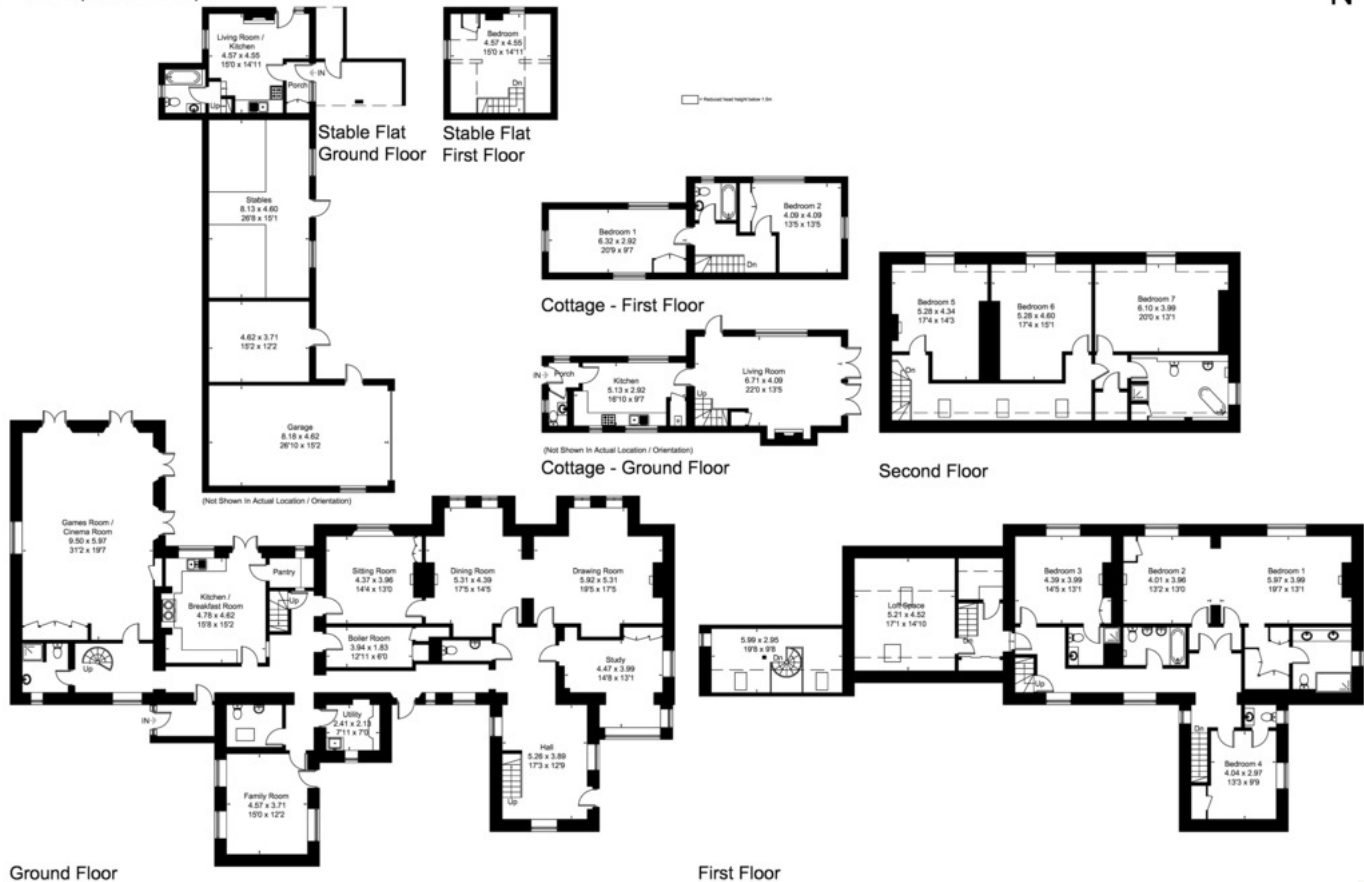 N
Living Room /
Kitchen
4.57 x 4.55
15'0 x 14'11
IN
Porch
Up
Stable Flat
Ground Floor
Bedroom
4.57 x 4.55
15'0 x 14'11
Dn
Stable Flat
First Floor
= Reduced head height below 1.5m
Stables
8.13 x 4.60
26'8 x 15'1
4.62 x 3.71
15'2 x 12'2
Garage
8.18 x 4.62
26'10 x 15'2
(Not Shown In Actual Location / Orientation)
Bedroom 1
6.32 x 2.92
20'9 x 9'7
Bedroom 2
4.09 x 4.09
13'5 x 13'5
Dn
Cottage - First Floor
IN
Porch
Kitchen
5.13 x 2.92
16'10 x 9'7
Living Room
6.71 x 4.09
22'0 x 13'5
Up
(Not Shown In Actual Location / Orientation)
Cottage - Ground Floor
Bedroom 5
5.28 x 4.34
17'4 x 14'3
Bedroom 6
5.28 x 4.60
17'4 x 15'1
Bedroom 7
6.10 x 3.99
20'0 x 13'1
Dn
Second Floor
Games Room /
Cinema Room
9.50 x 5.97
31'2 x 19'7
Up
Kitchen /
Breakfast Room
4.78 x 4.62
15'8 x 15'2
Pantry
Up
Sitting Room
4.37 x 3.96
14'4 x 13'0
Dining Room
5.31 x 4.39
17'5 x 14'5
Drawing Room
5.92 x 5.31
19'5 x 17'5
Boiler Room
3.94 x 1.83
12'11 x 6'0
Study
4.47 x 3.99
14'8 x 13'1
IN
Utility
2.41 x 2.13
7'11 x 7'0
Hall
5.26 x 3.89
17'3 x 12'9
Up
Family Room
4.57 x 3.71
15'0 x 12'2
Ground Floor
5.99 x 2.95
19'8 x 9'8
Dn
Loft Space
5.21 x 4.52
17'1 x 14'10
Dn
Bedroom 3
4.39 x 3.99
14'5 x 13'1
Bedroom 2
4.01 x 3.96
13'2 x 13'0
Bedroom 1
5.97 x 3.99
19'7 x 13'1
Up
Dn
Bedroom 4
4.04 x 2.97
13'3 x 9'9
First Floor